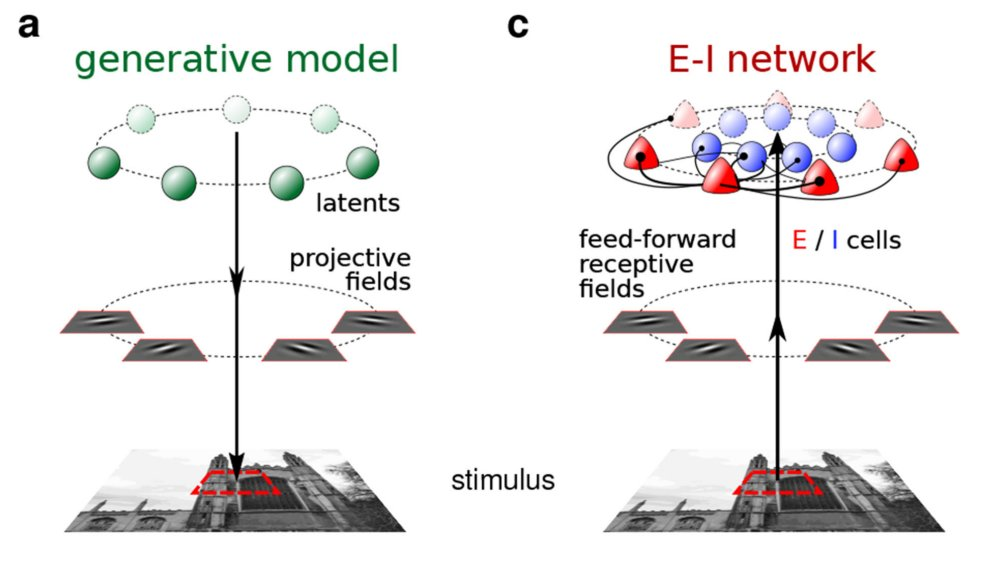 a
generative model
latents
projective
fields
c
E-I network
feed-forward
receptive
fields
E / I cells
stimulus